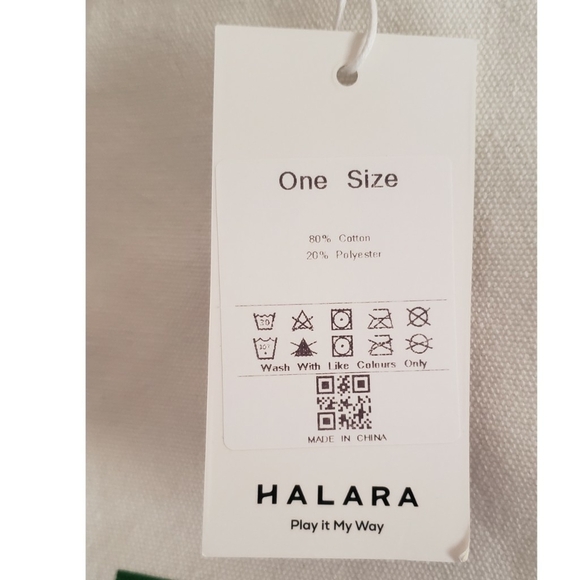 One Size
80% Cotton
20% Polyester
Wash With Like Colours Only
MADE IN CHINA
HALARA
Play it My Way